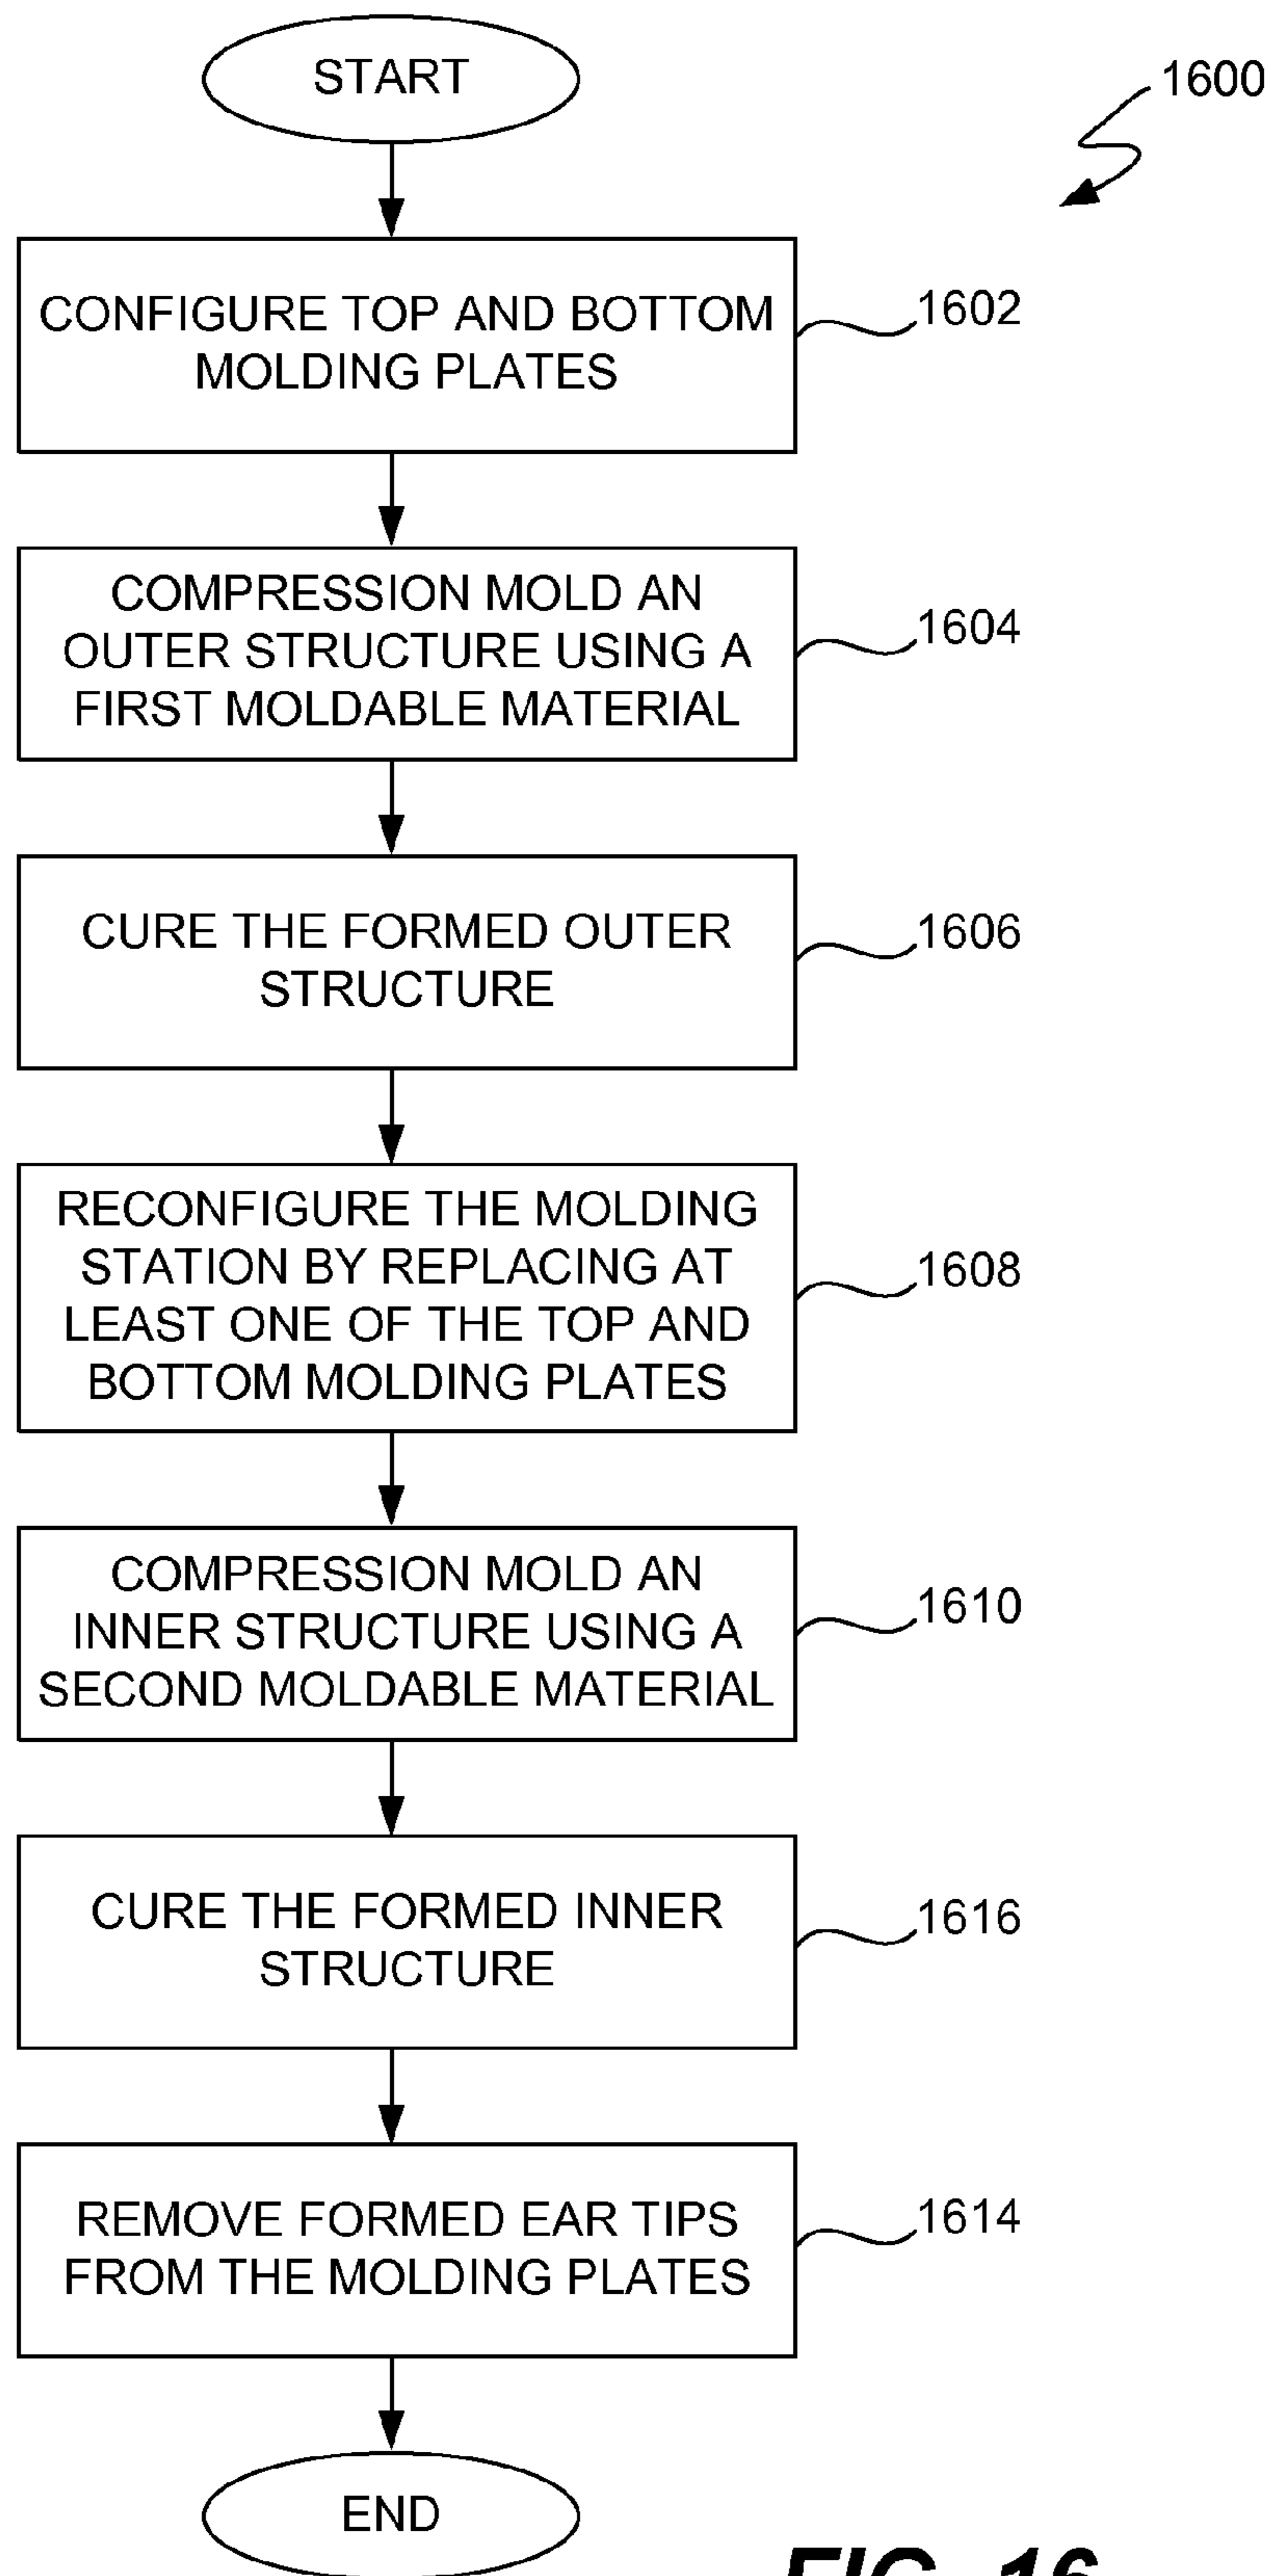 START
1600
CONFIGURE TOP AND BOTTOM
MOLDING PLATES
1602
COMPRESSION MOLD AN
OUTER STRUCTURE USING A
FIRST MOLDABLE MATERIAL
1604
CURE THE FORMED OUTER
STRUCTURE
1606
RECONFIGURE THE MOLDING
STATION BY REPLACING AT
LEAST ONE OF THE TOP AND
BOTTOM MOLDING PLATES
1608
COMPRESSION MOLD AN
INNER STRUCTURE USING A
SECOND MOLDABLE MATERIAL
1610
CURE THE FORMED INNER
STRUCTURE
1616
REMOVE FORMED EAR TIPS
FROM THE MOLDING PLATES
1614
END
FIG. 16